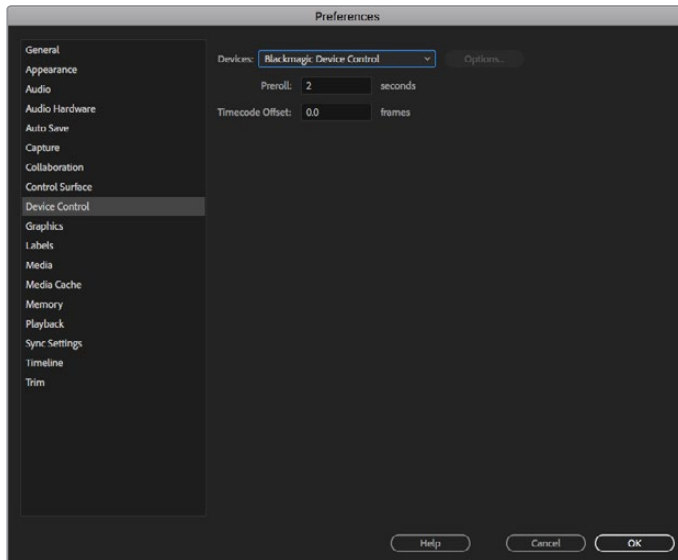 Preferences
General
Appearance
Audio
Audio Hardware
Auto Save
Capture
Collaboration
Control Surface
Device Control
Graphics
Labels
Media
Media Cache
Memory
Playback
Sync Settings
Timeline
Trim
Devices: Blackmagic Device Control Options...
Preroll: 2 seconds
Timecode Offset: 0.0 frames
Help Cancel OK